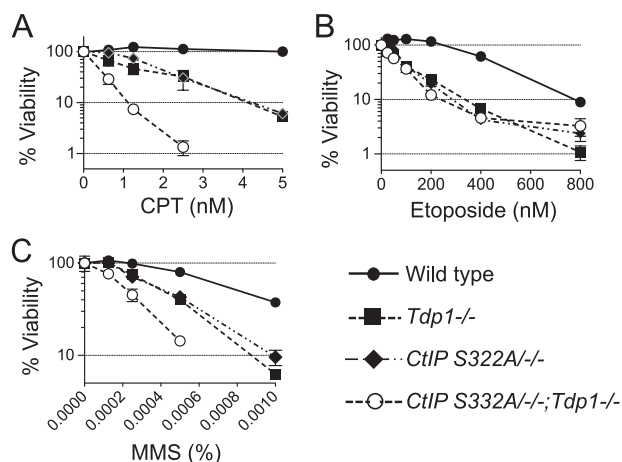 A
% Viability
100
10
1
0
1
2
3
4
5
CPT (nM)
B
% Viability
100
10
1
0
200
400
600
800
Etoposide (nM)
C
% Viability
100
10
0.0000
0.0002
0.0004
0.0006
0.0008
0.0010
MMS (%)
Wild type
Tdp1-/-
CtIP S322A/-/-
CtIP S332A/-/-;Tdp1-/-